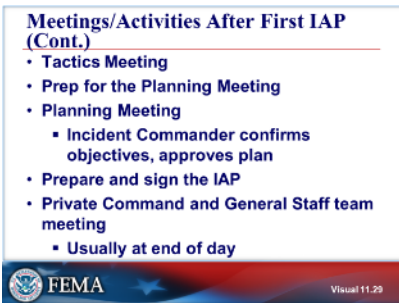 Meetings/Activities After First IAP
(Cont.)
• Tactics Meeting
• Prep for the Planning Meeting
• Planning Meeting
▪ Incident Commander confirms
objectives, approves plan
• Prepare and sign the IAP
• Private Command and General Staff team
meeting
▪ Usually at end of day
FEMA
Visual 11.29